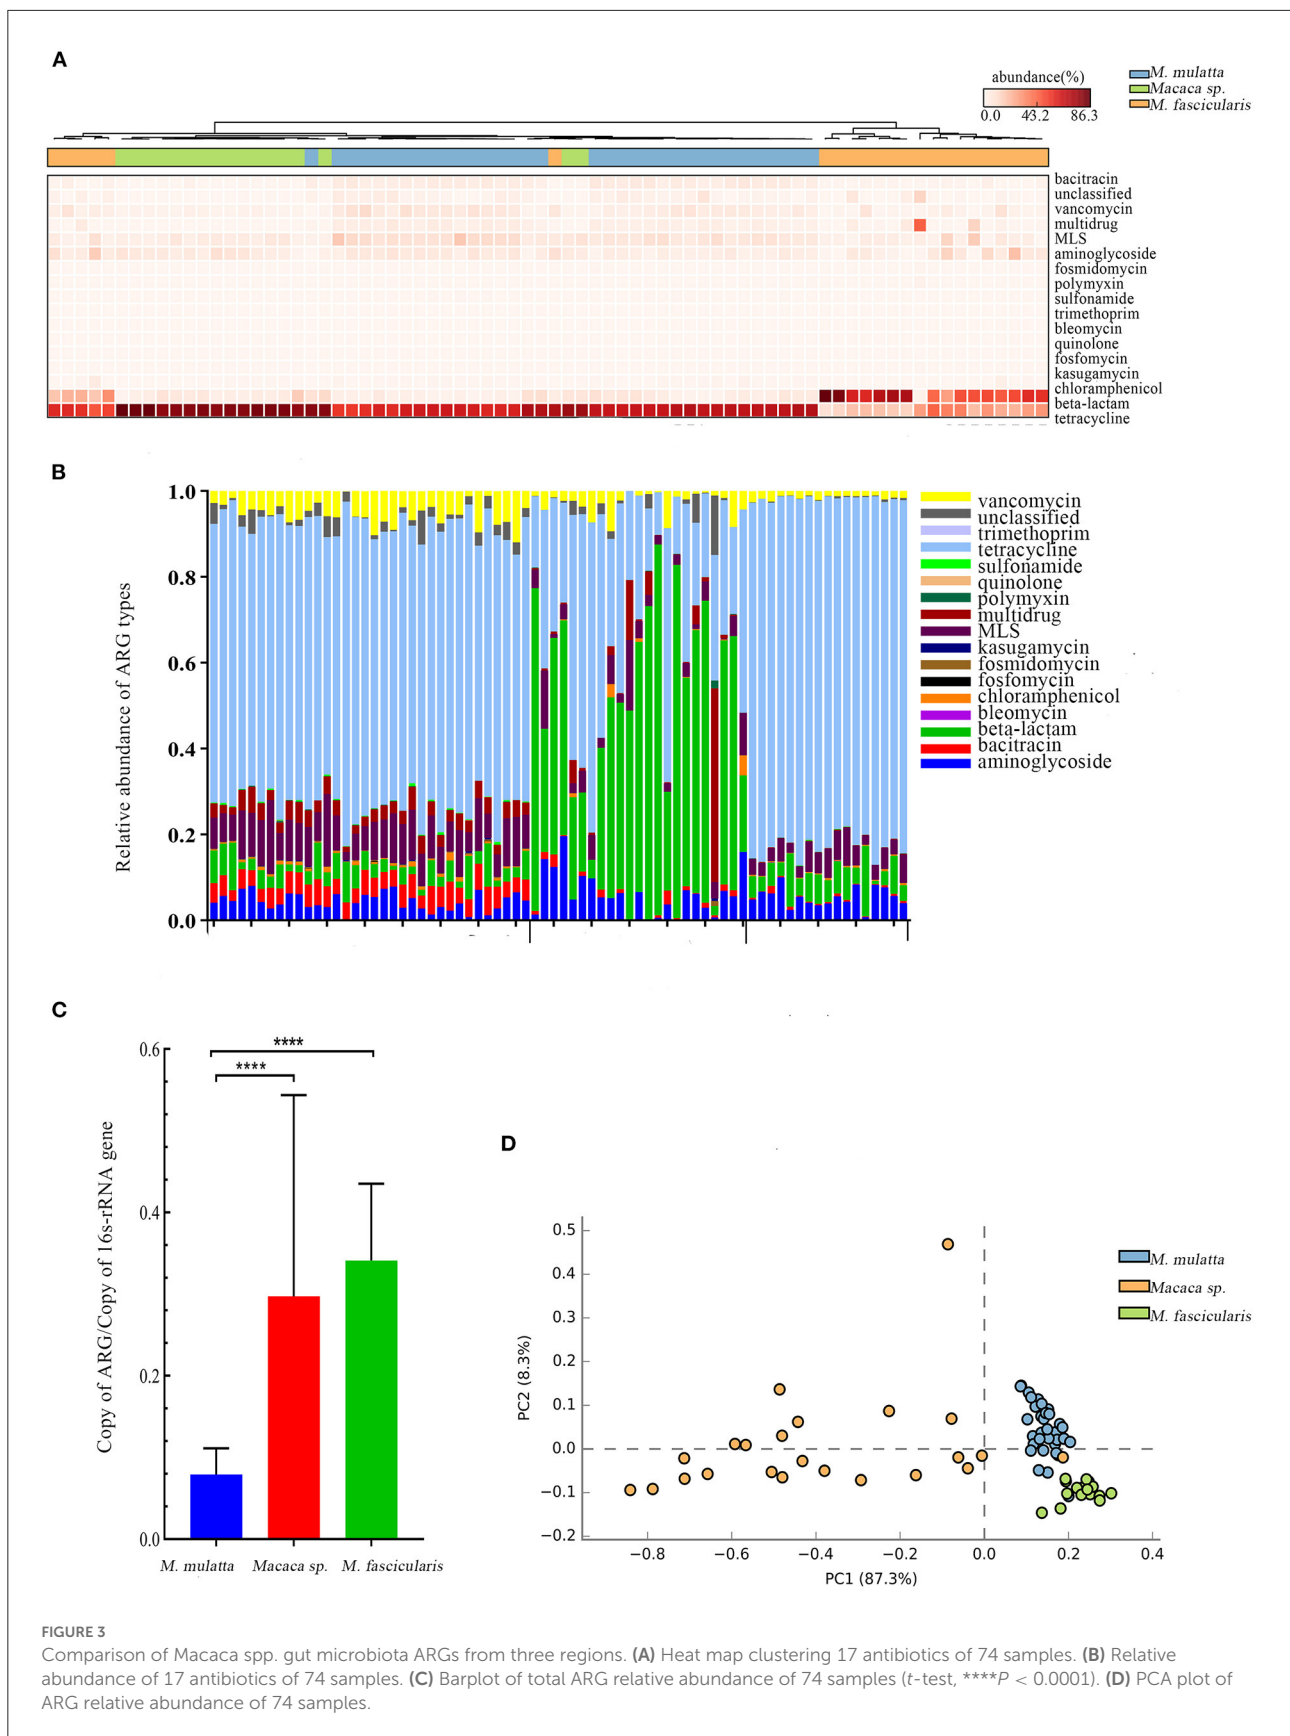 A
abundance(%)
0.0 43.2 86.3
M. mulatta
Macaca sp.
M. fascicularis
bacitracin
unclassified
vancomycin
multidrug
MLS
aminoglycoside
fosmidomycin
polymyxin
sulfonamide
trimethoprim
bleomycin
quinolone
fosfomycin
kasugamycin
chloramphenicol
beta-lactam
tetracycline
B
Relative abundance of ARG types
1.0
0.8
0.6
0.4
0.2
0.0
vancomycin
unclassified
trimethoprim
tetracycline
sulfonamide
quinolone
polymyxin
multidrug
MLS
kasugamycin
fosmidomycin
fosfomycin
chloramphenicol
bleomycin
beta-lactam
bacitracin
aminoglycoside
C
Copy of ARG/Copy of 16s-rRNA gene
0.6
0.4
0.2
0.0
****
****
M. mulatta Macaca sp. M. fascicularis
D
PC2 (8.3%)
0.5
0.4
0.3
0.2
0.1
0.0
−0.1
−0.2
−0.8 −0.6 −0.4 −0.2 0.0 0.2 0.4
PC1 (87.3%)
M. mulatta
Macaca sp.
M. fascicularis
FIGURE 3
Comparison of Macaca spp. gut microbiota ARGs from three regions. (A) Heat map clustering 17 antibiotics of 74 samples. (B) Relative
abundance of 17 antibiotics of 74 samples. (C) Barplot of total ARG relative abundance of 74 samples (t-test, ****P < 0.0001). (D) PCA plot of
ARG relative abundance of 74 samples.